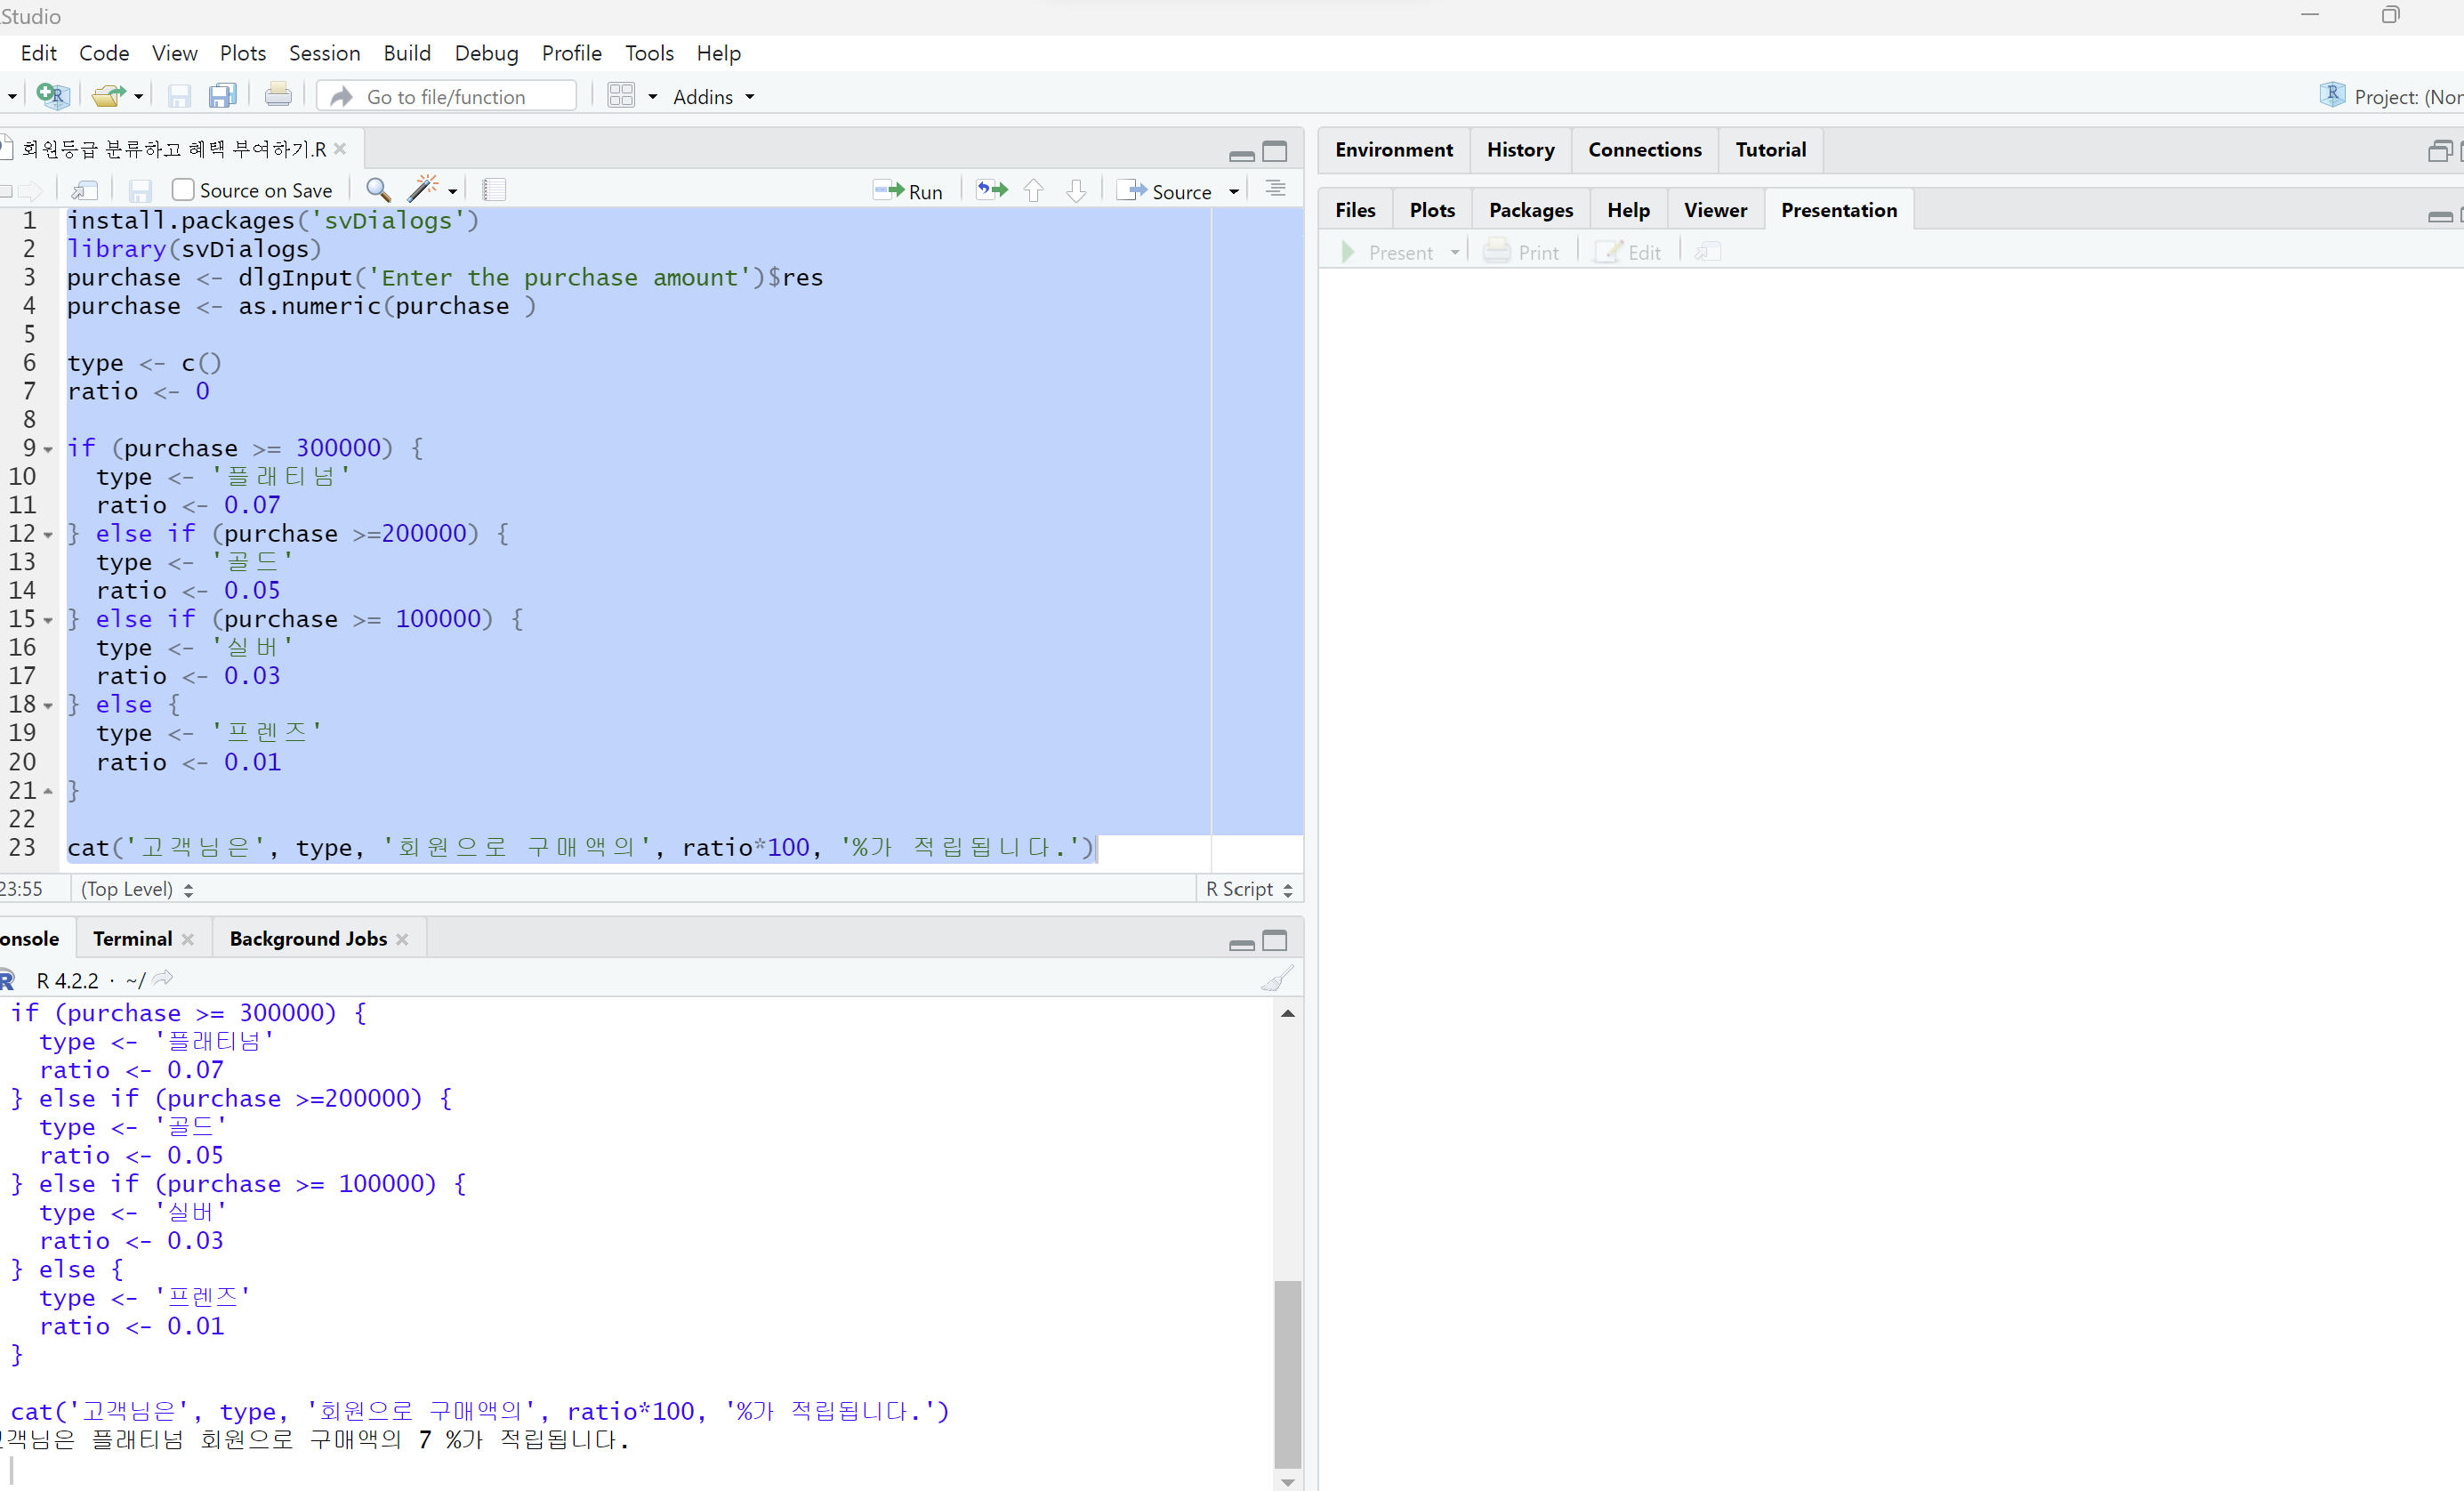 Studio
Edit Code View Plots Session Build Debug Profile Tools Help
Go to file/function Addins
Project: (Non
회원등급 분류하고 혜택 부여하기.R
Source on Save Run Source
1 install.packages('svDialogs')
2 library(svDialogs)
3 purchase <- dlgInput('Enter the purchase amount')$res
4 purchase <- as.numeric(purchase )
5
6 type <- c()
7 ratio <- 0
8
9 if (purchase >= 300000) {
10 type <- '플래티넘'
11 ratio <- 0.07
12 } else if (purchase >=200000) {
13 type <- '골드'
14 ratio <- 0.05
15 } else if (purchase >= 100000) {
16 type <- '실버'
17 ratio <- 0.03
18 } else {
19 type <- '프렌즈'
20 ratio <- 0.01
21 }
22
23 cat('고객님은', type, '회원으로 구매액의', ratio*100, '%가 적립됩니다.')
23:55 (Top Level) R Script
onsole Terminal Background Jobs
R R 4.2.2 · ~/
if (purchase >= 300000) {
type <- '플래티넘'
ratio <- 0.07
} else if (purchase >=200000) {
type <- '골드'
ratio <- 0.05
} else if (purchase >= 100000) {
type <- '실버'
ratio <- 0.03
} else {
type <- '프렌즈'
ratio <- 0.01
}
cat('고객님은', type, '회원으로 구매액의', ratio*100, '%가 적립됩니다.')
고객님은 플래티넘 회원으로 구매액의 7 %가 적립됩니다.
Environment History Connections Tutorial
Files Plots Packages Help Viewer Presentation
Present Print Edit